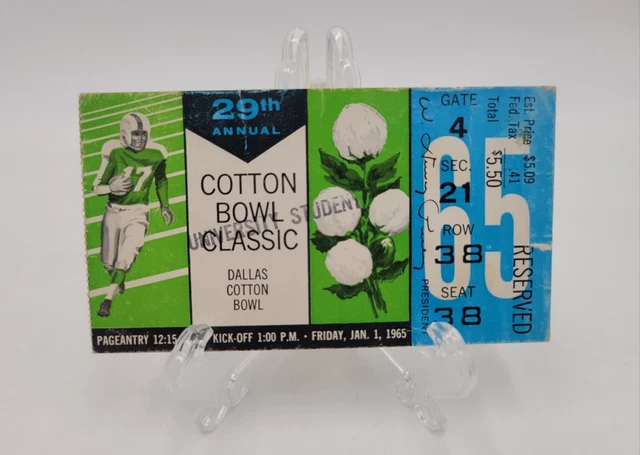 17
29th
ANNUAL
COTTON
BOWL
CLASSIC
UNIVERSITY STUDENT
DALLAS
COTTON
BOWL
PAGEANTRY 12:15
KICK-OFF 1:00 P.M. • FRIDAY, JAN. 1, 1965
GATE
4
SEC.
21
ROW
38
SEAT
38
PRESIDENT
65
Est. Price $5.09
Fed. Tax .41
Total $5.50
RESERVED